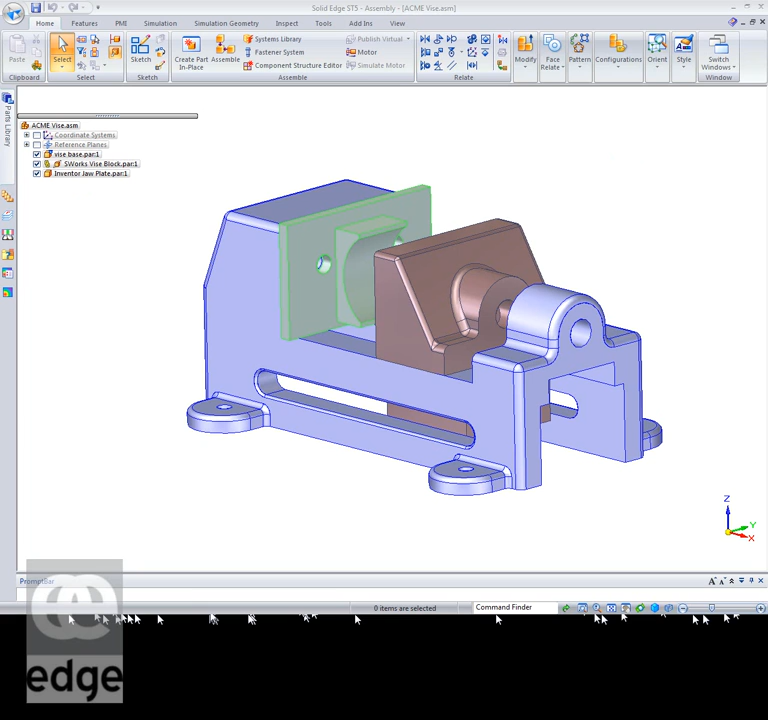 Solid Edge ST5 - Assembly - [ACME Vise.asm]
Home Features PMI Simulation Simulation Geometry Inspect Tools Add Ins View
Paste
Clipboard
Select
Select
Sketch
Sketch
Create Part In-Place
Assembly
Systems Library
Fastener System
Component Structure Editor
Publish Virtual
Motor
Simulate Motor
Assemble
Relate
Modify
Face Relate
Pattern
Configurations
Orient
Style
Switch Windows
Window
Parts Library
ACME Vise.asm
Coordinate Systems
Reference Planes
vise base.par:1
SWorks Vise Block.par:1
Inventor Jaw Plate.par:1
Z
Y
X
PromptBar
0 items are selected
Command Finder
edge